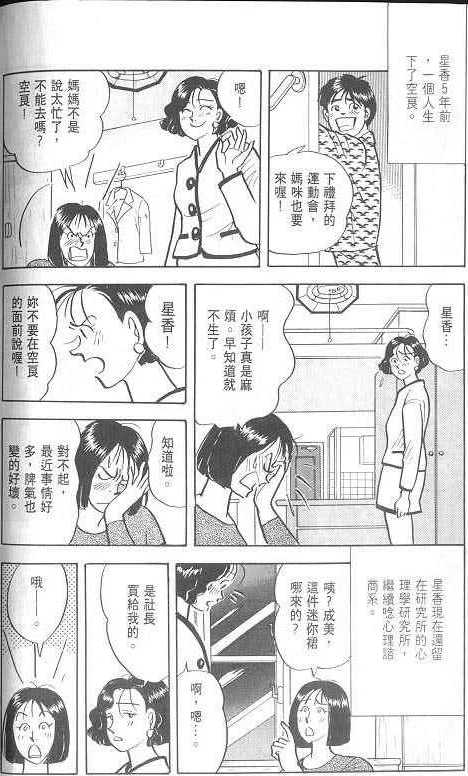 星香5年前
，一個人生
下了空良。
下禮拜的
運動會，
媽咪也要
來喔！
嗯！
媽媽不是
說太忙了，
不能去嗎？
空良！
星香…
啊——
小孩子真是麻
煩。早知道就
不生了。
星香！
妳不要在空良
的面前說喔！
知道啦。
對不起，
最近事情好
多，脾氣也
變的好壞。
星香現在還留
在研究所的心
理學研究所，
繼續唸心理諮
商系。
咦？成美，
這件迷你裙
哪來的？
啊，嗯…。
是社長
買給我的。
哦。